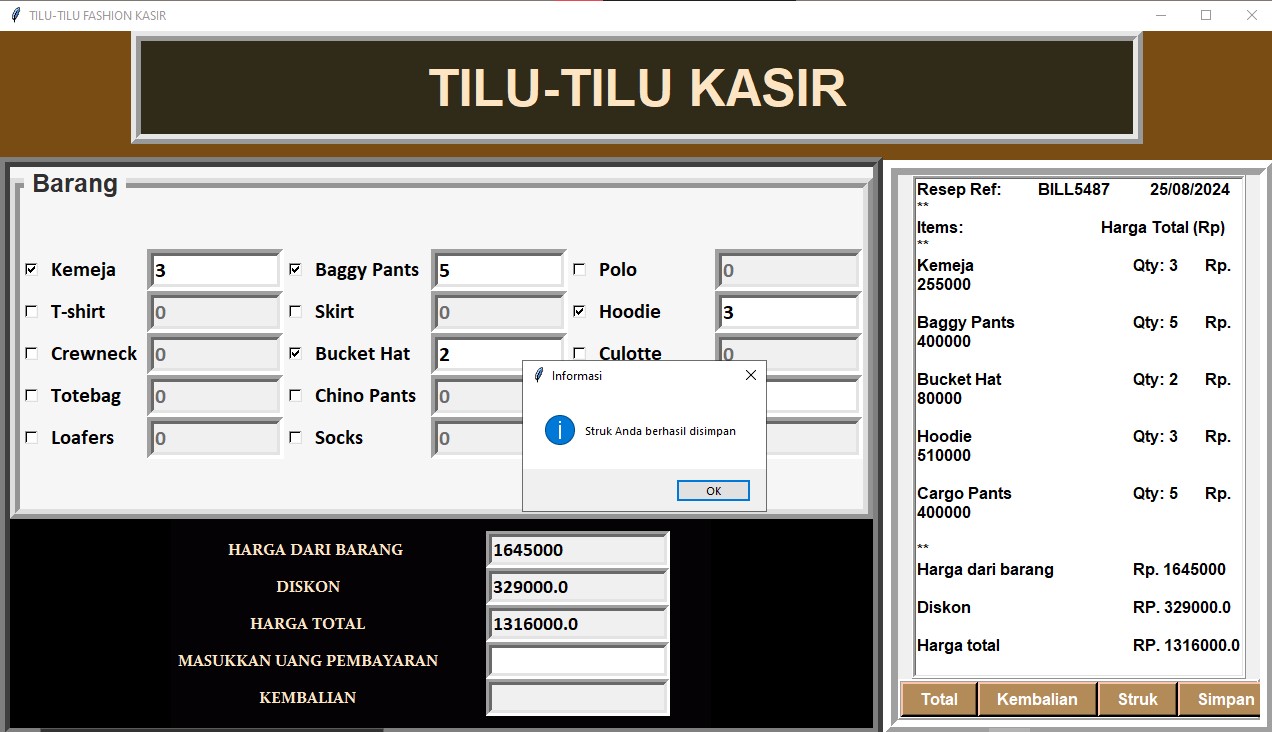 TILU-TILU FASHION KASIR
TILU-TILU KASIR
Barang
Kemeja 3 Baggy Pants 5 Polo 0
T-shirt 0 Skirt 0 Hoodie 3
Crewneck 0 Bucket Hat 2 Culotte 0
Totebag 0 Chino Pants 0
Loafers 0 Socks 0
Informasi
Struk Anda berhasil disimpan
OK
HARGA DARI BARANG 1645000
DISKON 329000.0
HARGA TOTAL 1316000.0
MASUKKAN UANG PEMBAYARAN
KEMBALIAN
Resep Ref: BILL5487 25/08/2024
**
Items: Harga Total (Rp)
**
Kemeja Qty: 3 Rp.
255000
Baggy Pants Qty: 5 Rp.
400000
Bucket Hat Qty: 2 Rp.
80000
Hoodie Qty: 3 Rp.
510000
Cargo Pants Qty: 5 Rp.
400000
**
Harga dari barang Rp. 1645000
Diskon RP. 329000.0
Harga total RP. 1316000.0
Total Kembalian Struk Simpan